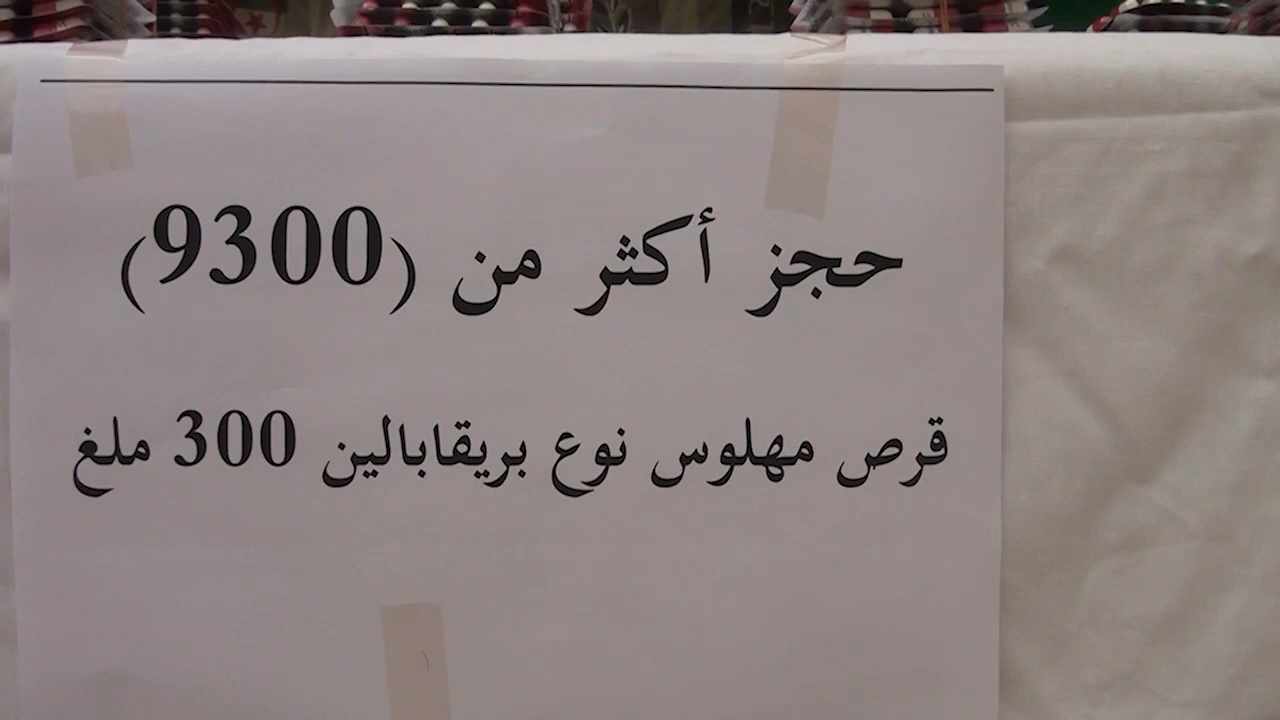 حجز أكثر من (9300)
قرص مهلوس نوع بريقابالين 300 ملغ